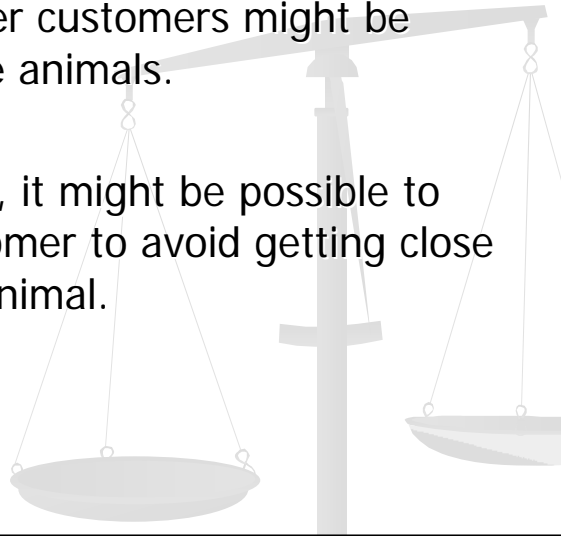 er customers might be
e animals.
, it might be possible to
omer to avoid getting close
nimal.